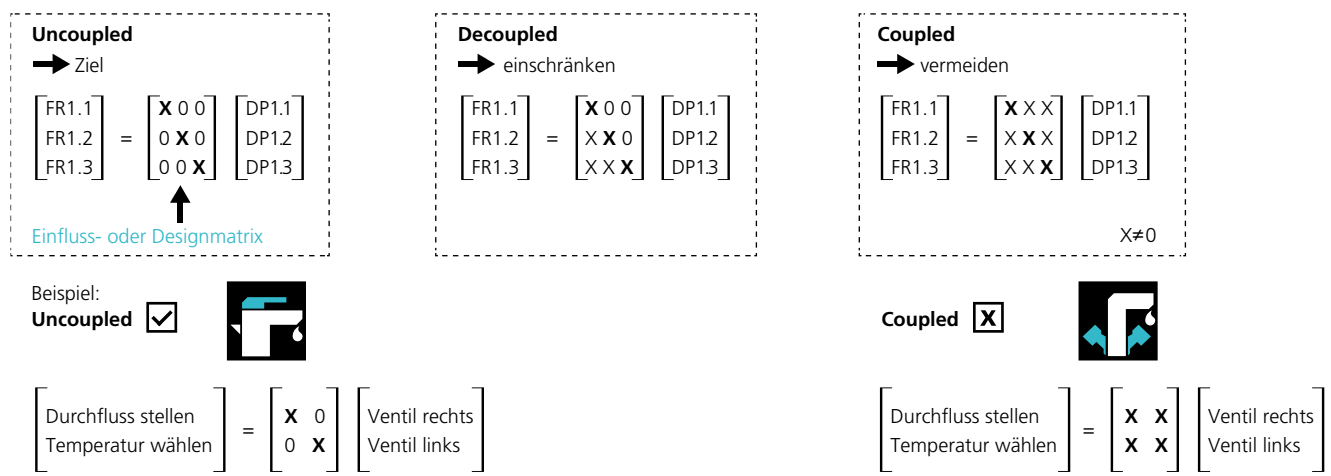 Uncoupled
Ziel
FR1.1 X 0 0 DP1.1
FR1.2 = 0 X 0 DP1.2
FR1.3 0 0 X DP1.3
Einfluss- oder Designmatrix
Decoupled
einschränken
FR1.1 X 0 0 DP1.1
FR1.2 = X X 0 DP1.2
FR1.3 X X X DP1.3
Coupled
vermeiden
FR1.1 X X X DP1.1
FR1.2 = X X X DP1.2
FR1.3 X X X DP1.3
X≠0
Beispiel:
Uncoupled
Durchfluss stellen X 0 Ventil rechts
Temperatur wählen = 0 X Ventil links
Coupled X
Durchfluss stellen X X Ventil rechts
Temperatur wählen = X X Ventil links